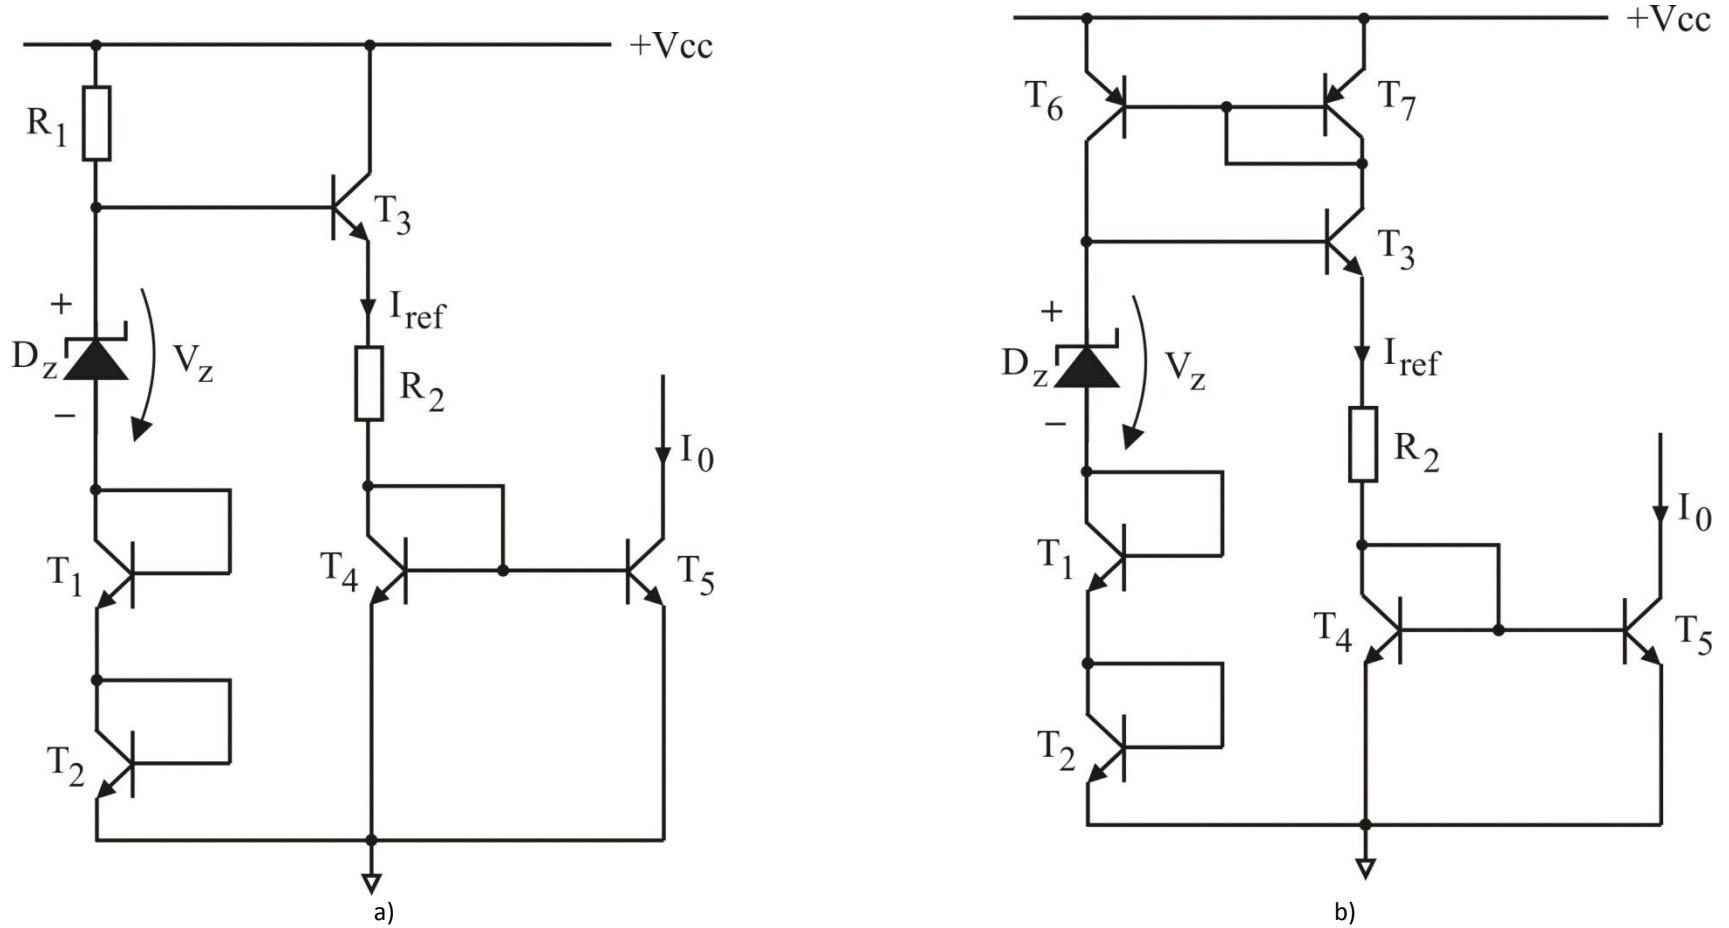 +Vcc
R1
T3
+
Iref
Dz
Vz
R2
−
I0
T1
T4
T5
T2
a)
+Vcc
T6
T7
T3
+
Iref
Dz
Vz
−
R2
I0
T1
T4
T5
T2
b)